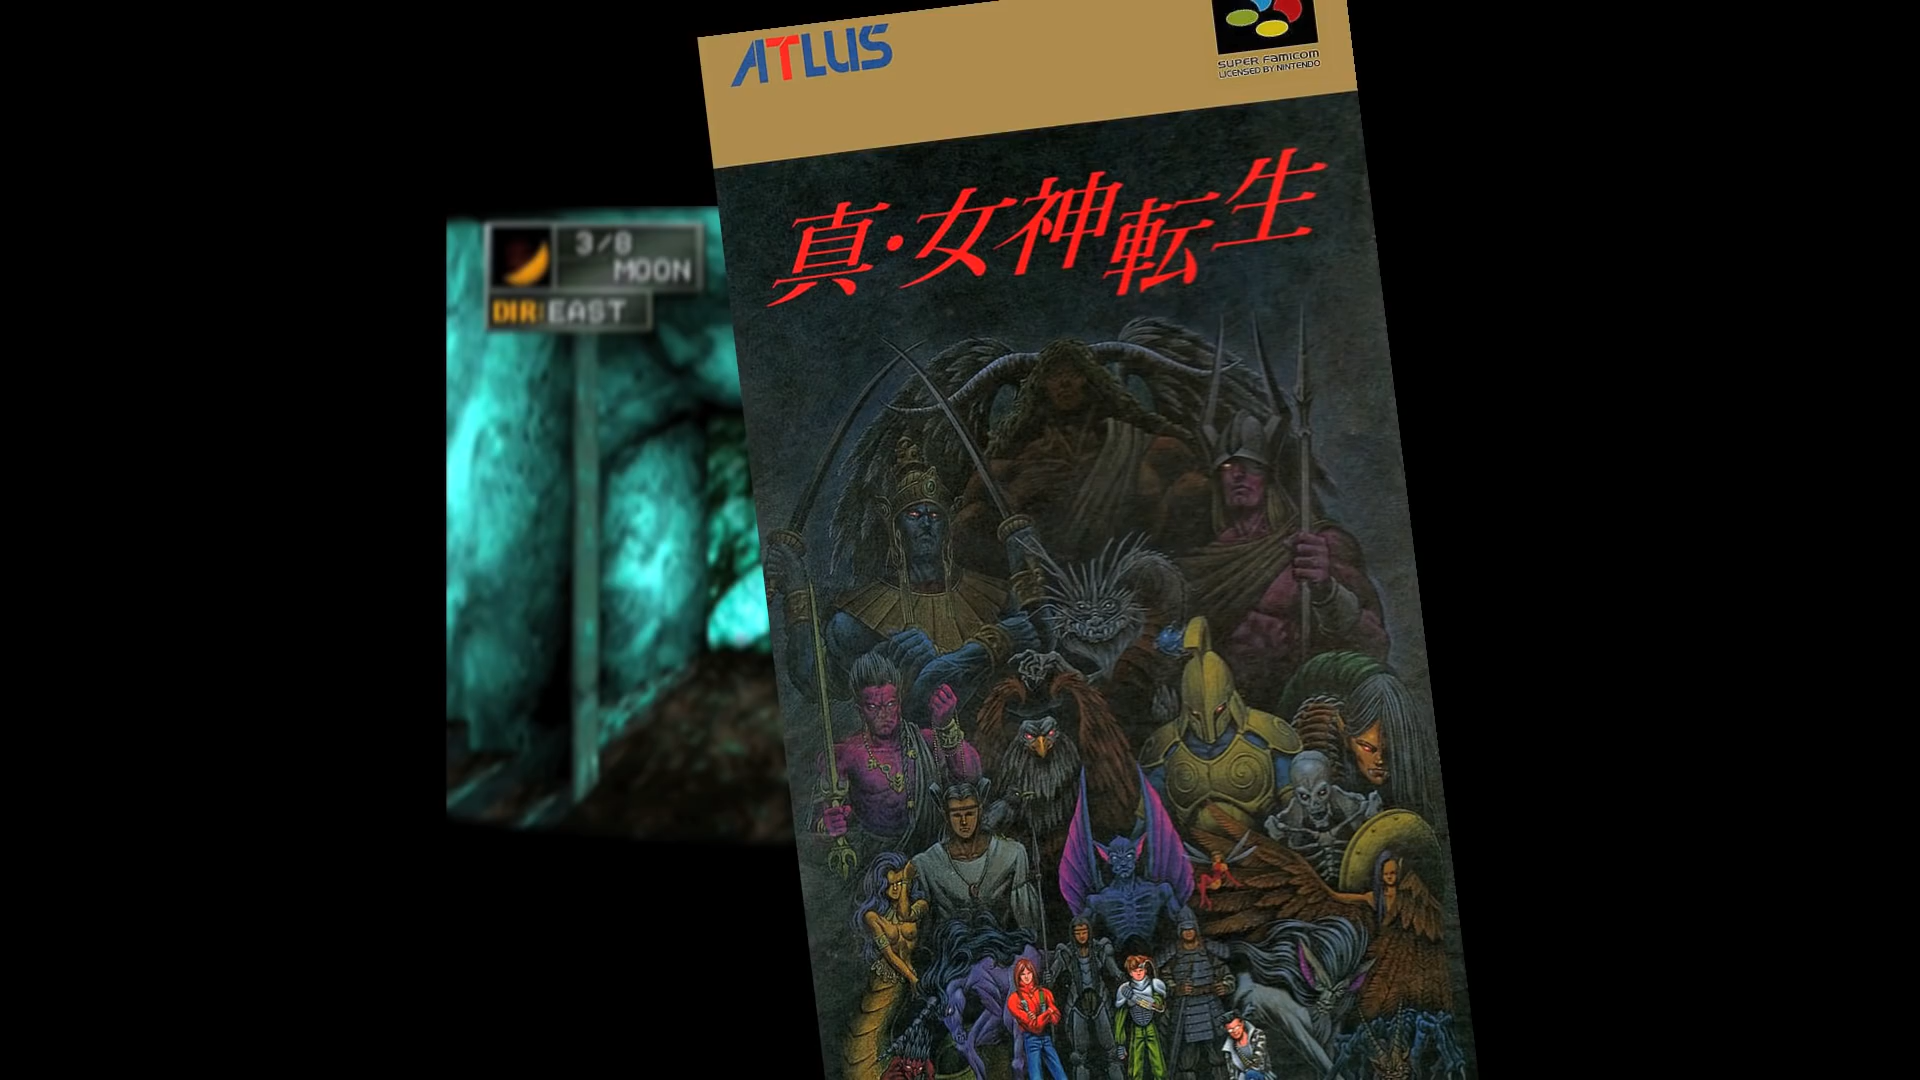 ATLUS
SUPER FAMICOM
LICENSED BY NINTENDO
真・女神転生
3/8
MOON
DIR:EAST